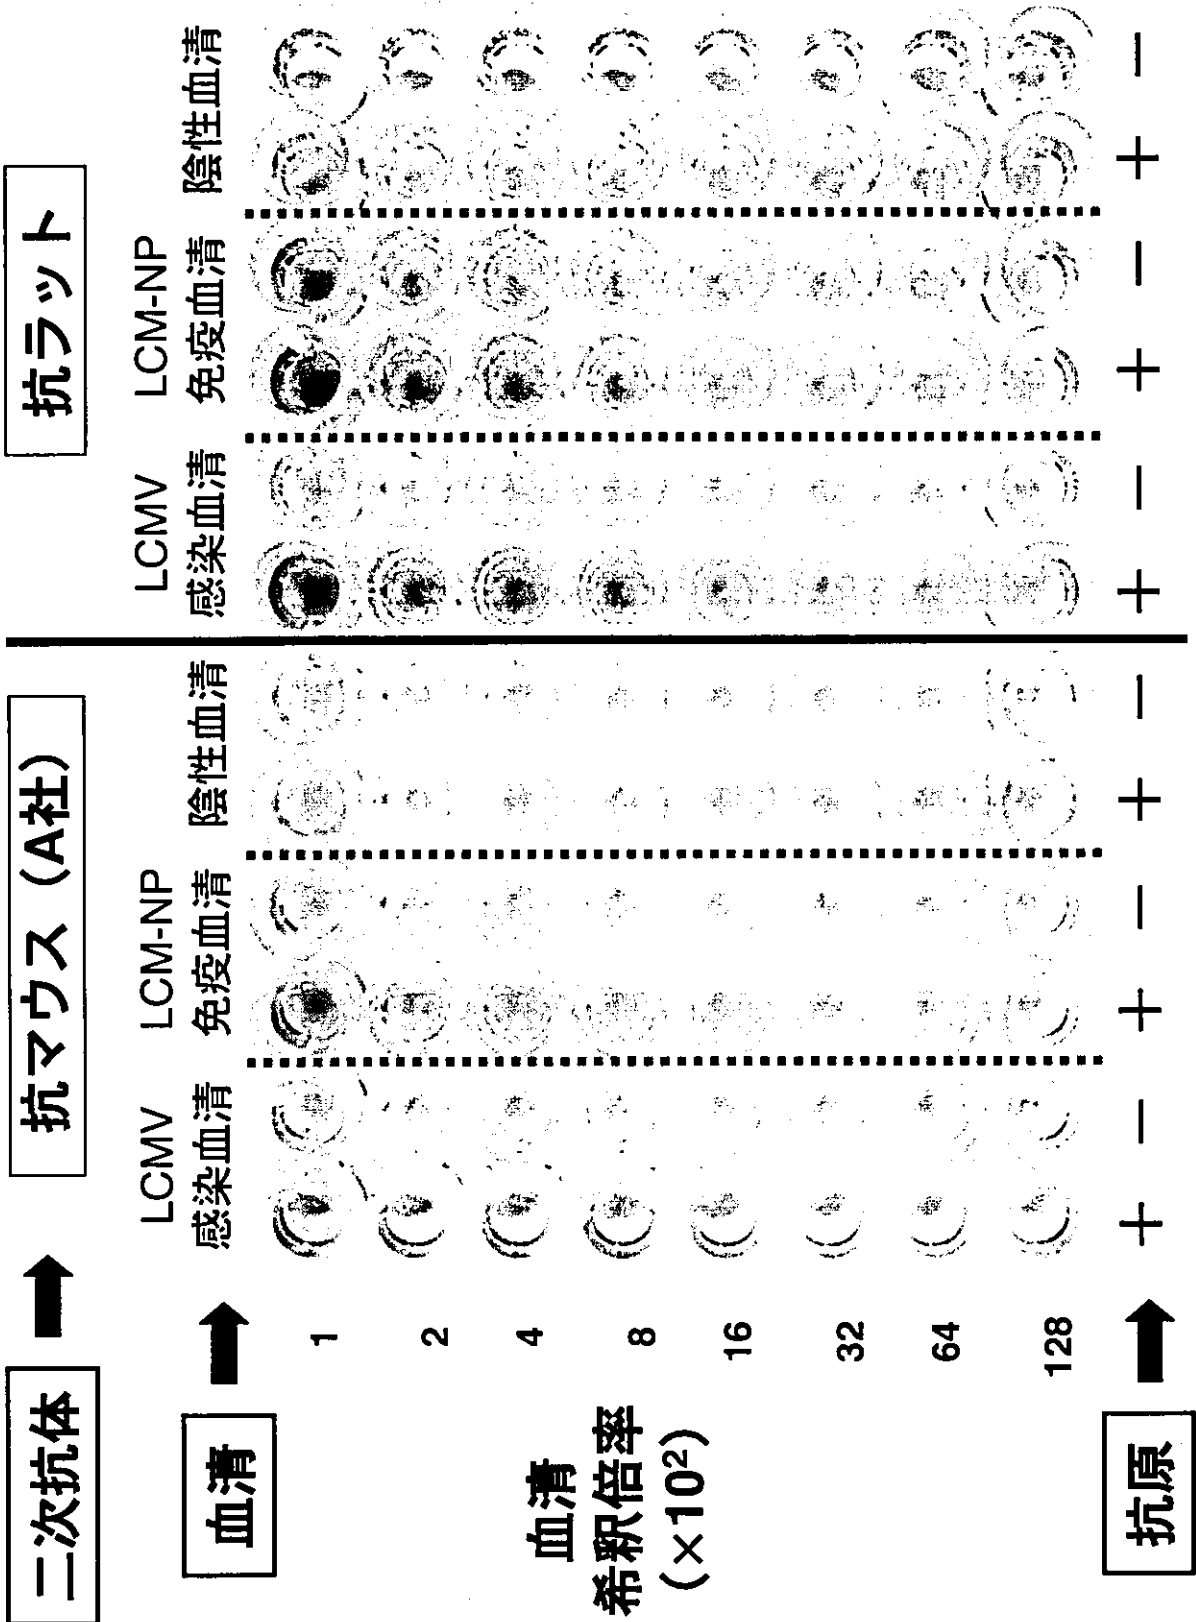 二次抗体
抗マウス（A社）
抗ラット
血清
LCMV
感染血清
LCM-NP
免疫血清
陰性血清
LCMV
感染血清
LCM-NP
免疫血清
陰性血清
血清
希釈倍率
（×10²）
1
2
4
8
16
32
64
128
抗原
+ − + − + − + − + − + −